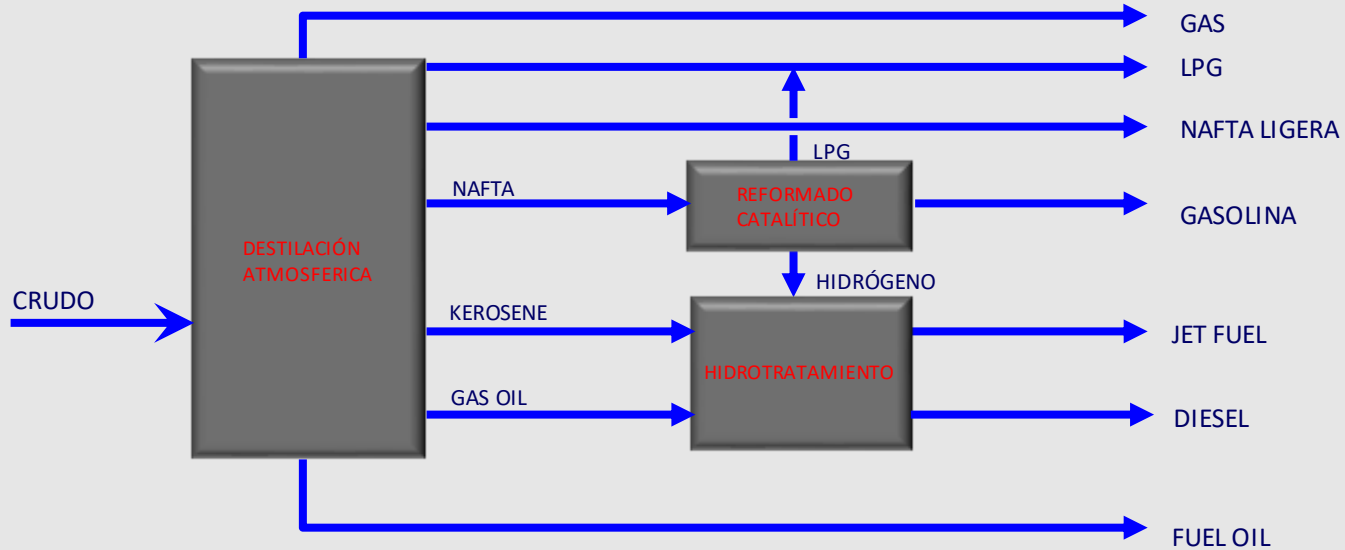 GAS
LPG
NAFTA LIGERA
LPG
NAFTA
REFORMADO
CATALÍTICO
GASOLINA
DESTILACIÓN
ATMOSFERICA
HIDRÓGENO
CRUDO
KEROSENE
JET FUEL
HIDROTRATAMIENTO
GAS OIL
DIESEL
FUEL OIL